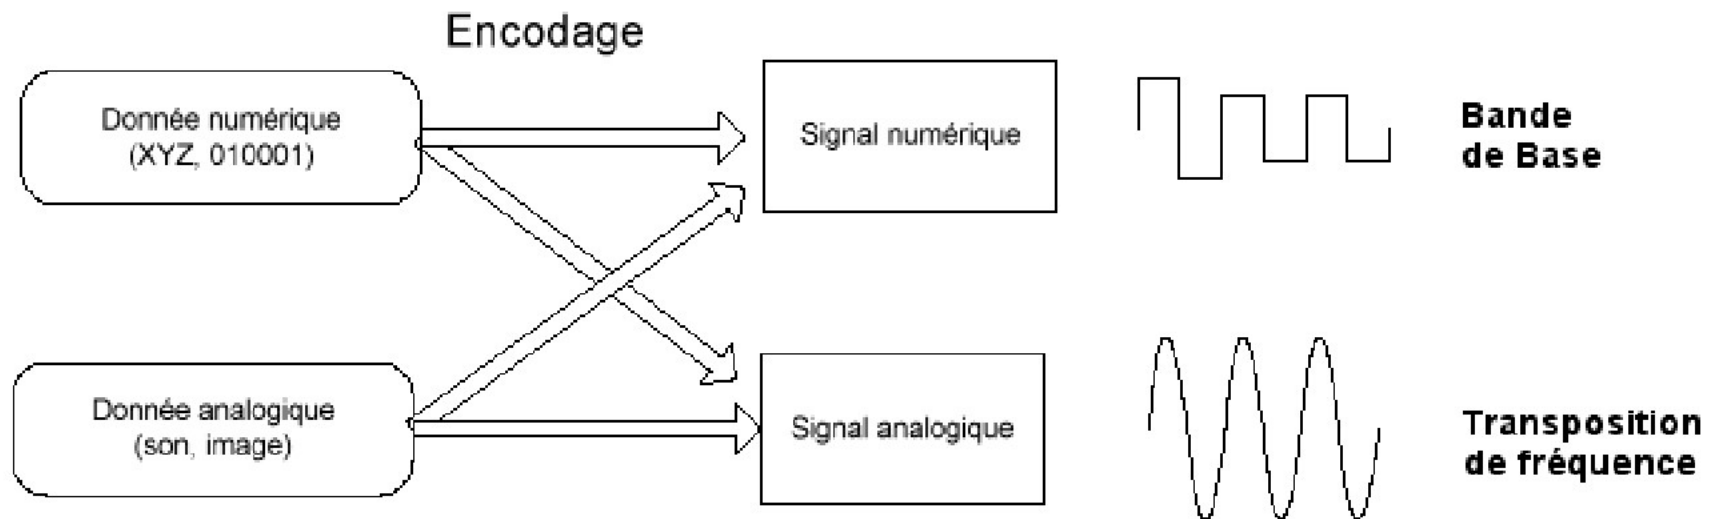 Encodage
Donnée numérique
(XYZ, 010001)
Signal numérique
Bande
de Base
Donnée analogique
(son, image)
Signal analogique
Transposition
de fréquence